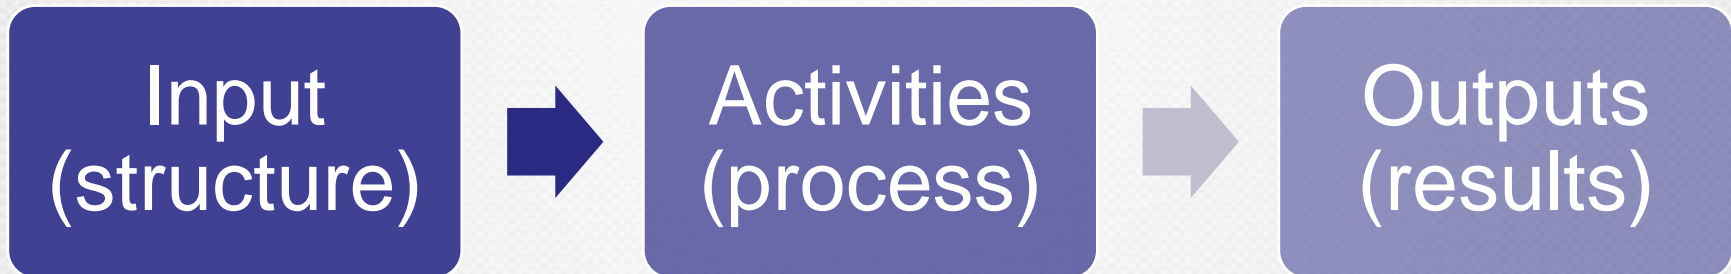 Input
(structure)
Activities
(process)
Outputs
(results)